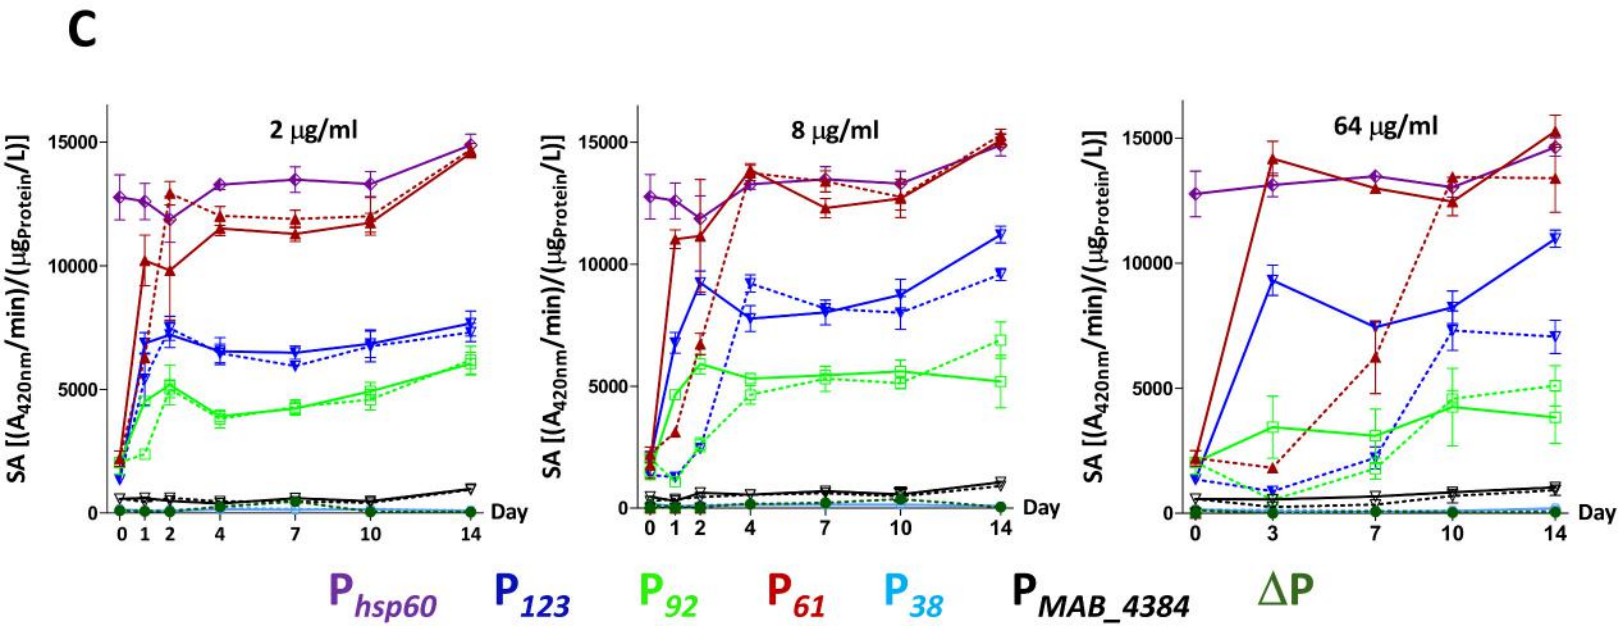 C
2 µg/ml
SA [(A420nm/min)/(µgProtein/L)]
15000
10000
5000
0
0 1 2 4 7 10 14
Day
8 µg/ml
SA [(A420nm/min)/(µgProtein/L)]
15000
10000
5000
0
0 1 2 4 7 10 14
Day
64 µg/ml
SA [(A420nm/min)/(µgProtein/L)]
15000
10000
5000
0
0 3 7 10 14
Day
Phsp60 P123 P92 P61 P38 PMAB_4384 ΔP